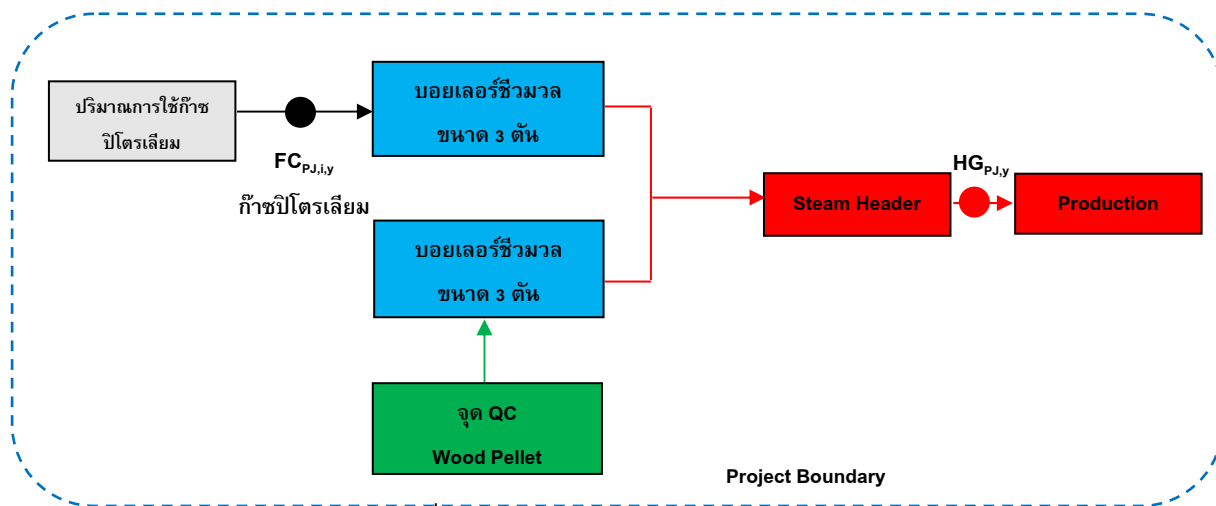 ปริมาณการใช้ก๊าซ
ปิโตรเลียม
FCPJ,i,y
ก๊าซปิโตรเลียม
บอยเลอร์ชีวมวล
ขนาด 3 ตัน
บอยเลอร์ชีวมวล
ขนาด 3 ตัน
จุด QC
Wood Pellet
Steam Header
HGPJ,y
Production
Project Boundary